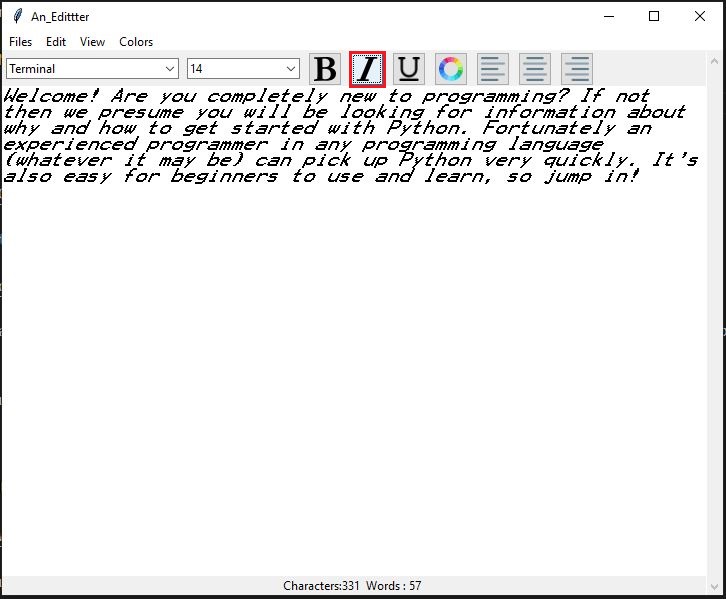 An_Edittter
Files Edit View Colors
Terminal 14 B I U
Welcome! Are you completely new to programming? If not
then we presume you will be looking for information about
why and how to get started with Python. Fortunately an
experienced programmer in any programming language
(whatever it may be) can pick up Python very quickly. It's
also easy for beginners to use and learn, so jump in!
Characters:331 Words : 57